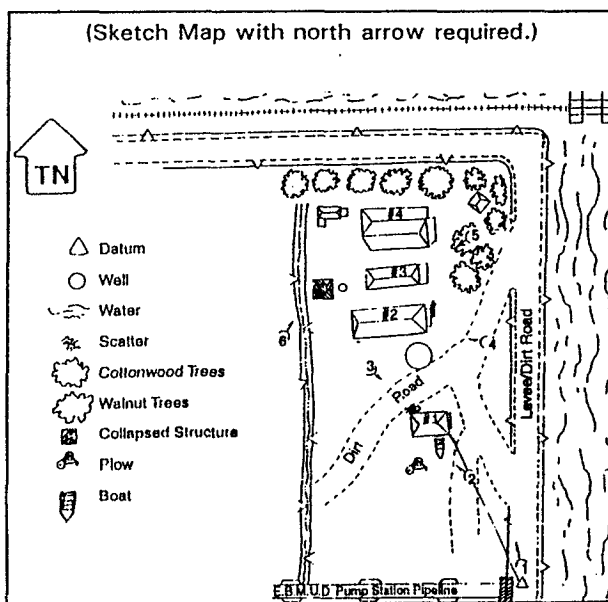 (Sketch Map with north arrow required.)
TN
Datum
Well
Water
Scatter
Cottonwood Trees
Walnut Trees
Collapsed Structure
Plow
Boat
#4
5
#3
#2
6
3
4
Dirt Road
Levee/Dirt Road
#1
2
1
E.B.M.U.D Pump Station Pipeline